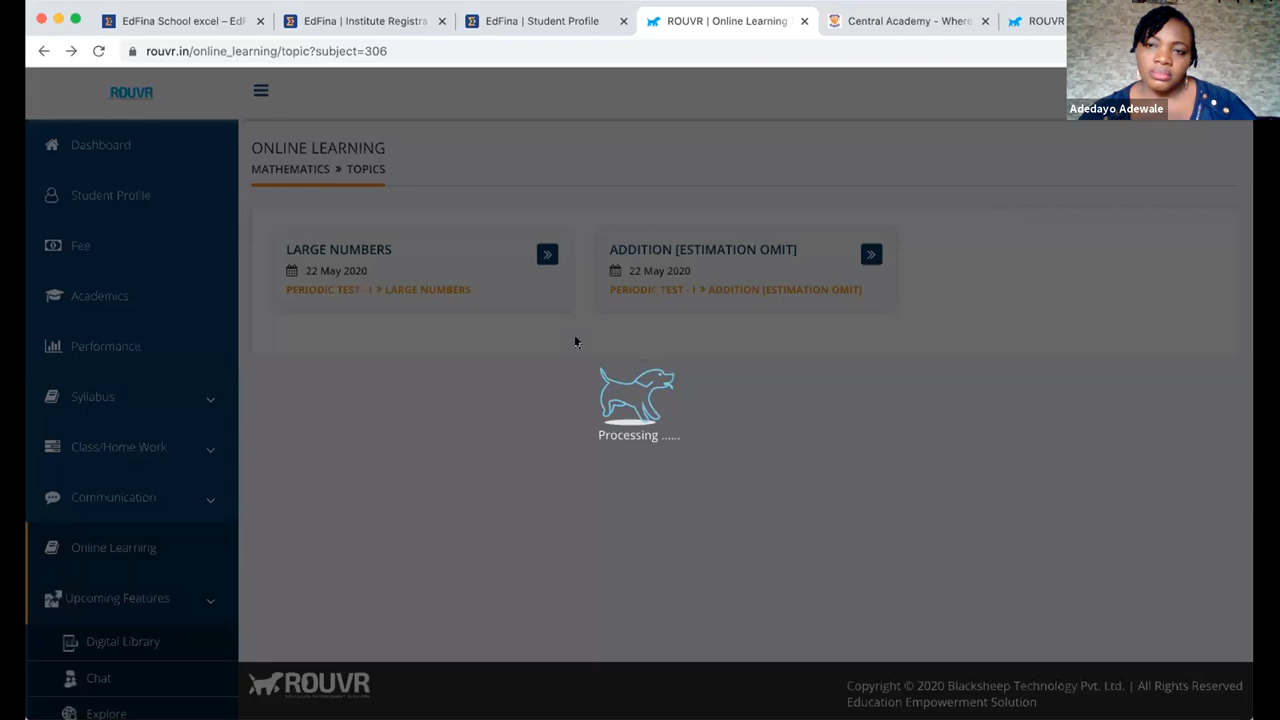 EdFina School excel – EdF
EdFina | Institute Registra
EdFina | Student Profile
ROUVR | Online Learning
Central Academy - Where
ROUVR
rouvr.in/online_learning/topic?subject=306
Adedayo Adewale
ROUVR
Dashboard
Student Profile
Fee
Academics
Performance
Syllabus
Class/Home Work
Communication
Online Learning
Upcoming Features
Digital Library
Chat
Explore
ONLINE LEARNING
MATHEMATICS » TOPICS
LARGE NUMBERS
22 May 2020
PERIODIC TEST - I » LARGE NUMBERS
ADDITION [ESTIMATION OMIT]
22 May 2020
PERIODIC TEST - I » ADDITION [ESTIMATION OMIT]
Processing ......
ROUVR
Copyright © 2020 Blacksheep Technology Pvt. Ltd. | All Rights Reserved
Education Empowerment Solution